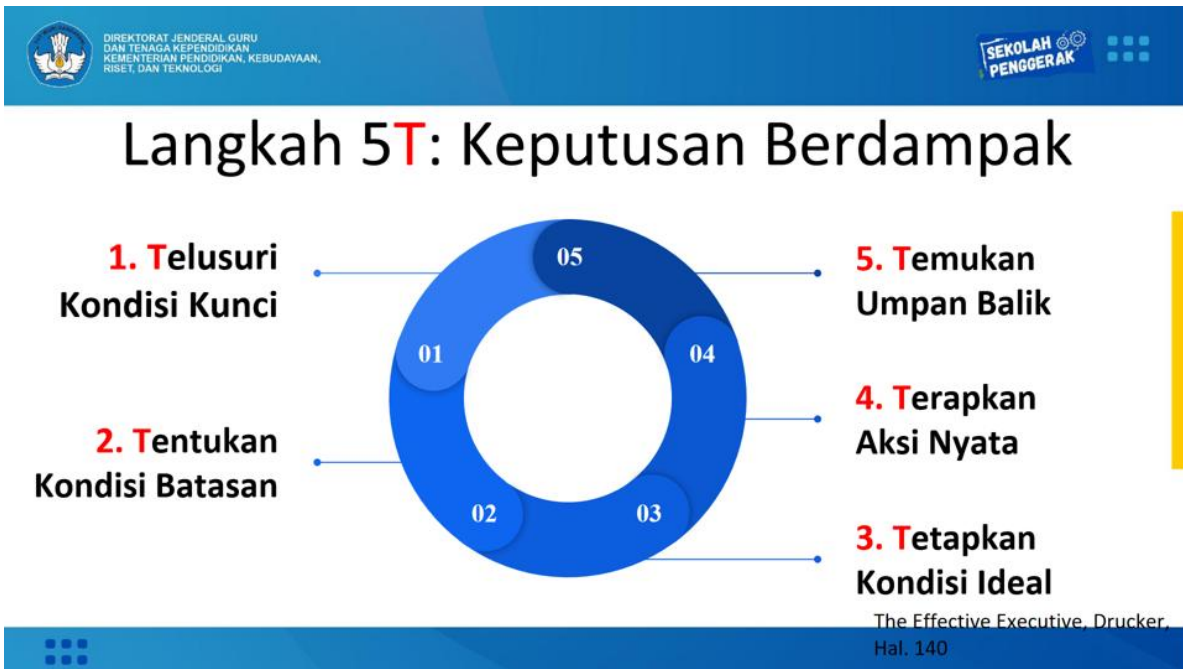 DIREKTORAT JENDERAL GURU
DAN TENAGA KEPENDIDIKAN
KEMENTERIAN PENDIDIKAN, KEBUDAYAAN,
RISET, DAN TEKNOLOGI
SEKOLAH
PENGGERAK
Langkah 5T: Keputusan Berdampak
1. Telusuri
Kondisi Kunci
2. Tentukan
Kondisi Batasan
05
01
04
02
03
5. Temukan
Umpan Balik
4. Terapkan
Aksi Nyata
3. Tetapkan
Kondisi Ideal
The Effective Executive, Drucker,
Hal. 140